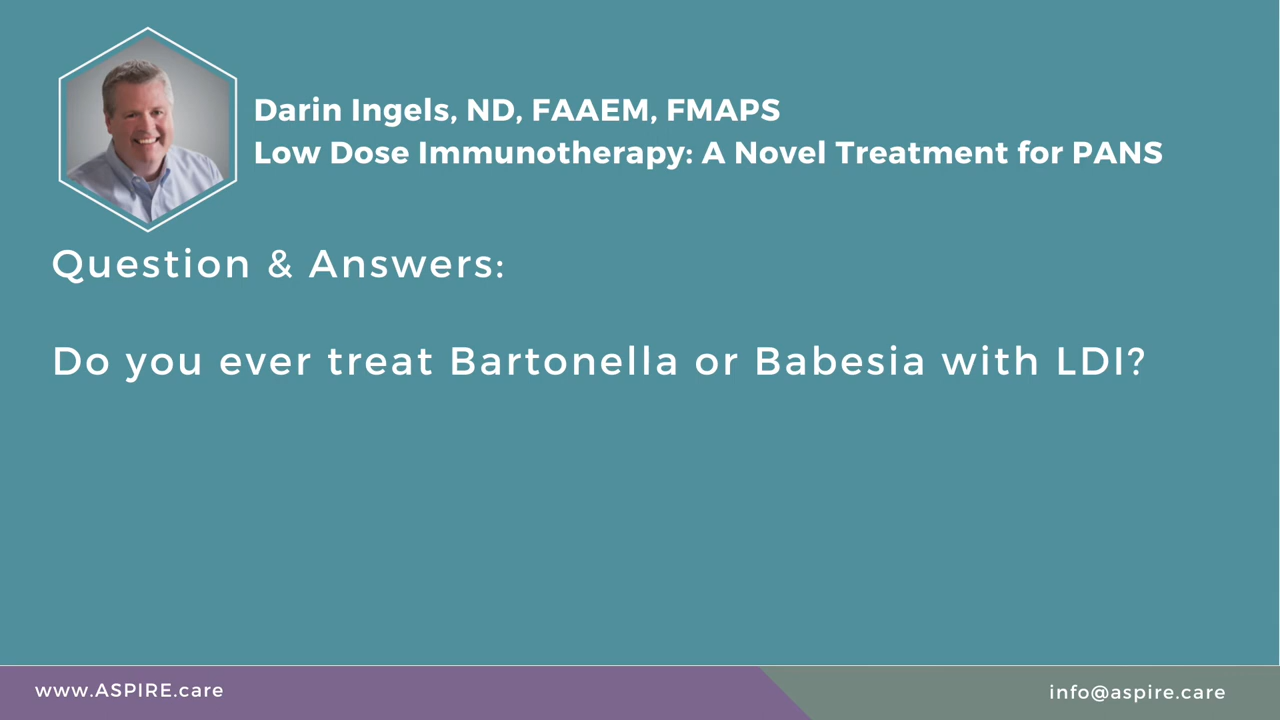 Darin Ingels, ND, FAAEM, FMAPS
Low Dose Immunotherapy: A Novel Treatment for PANS
Question & Answers:
Do you ever treat Bartonella or Babesia with LDI?
www.ASPIRE.care
info@aspire.care